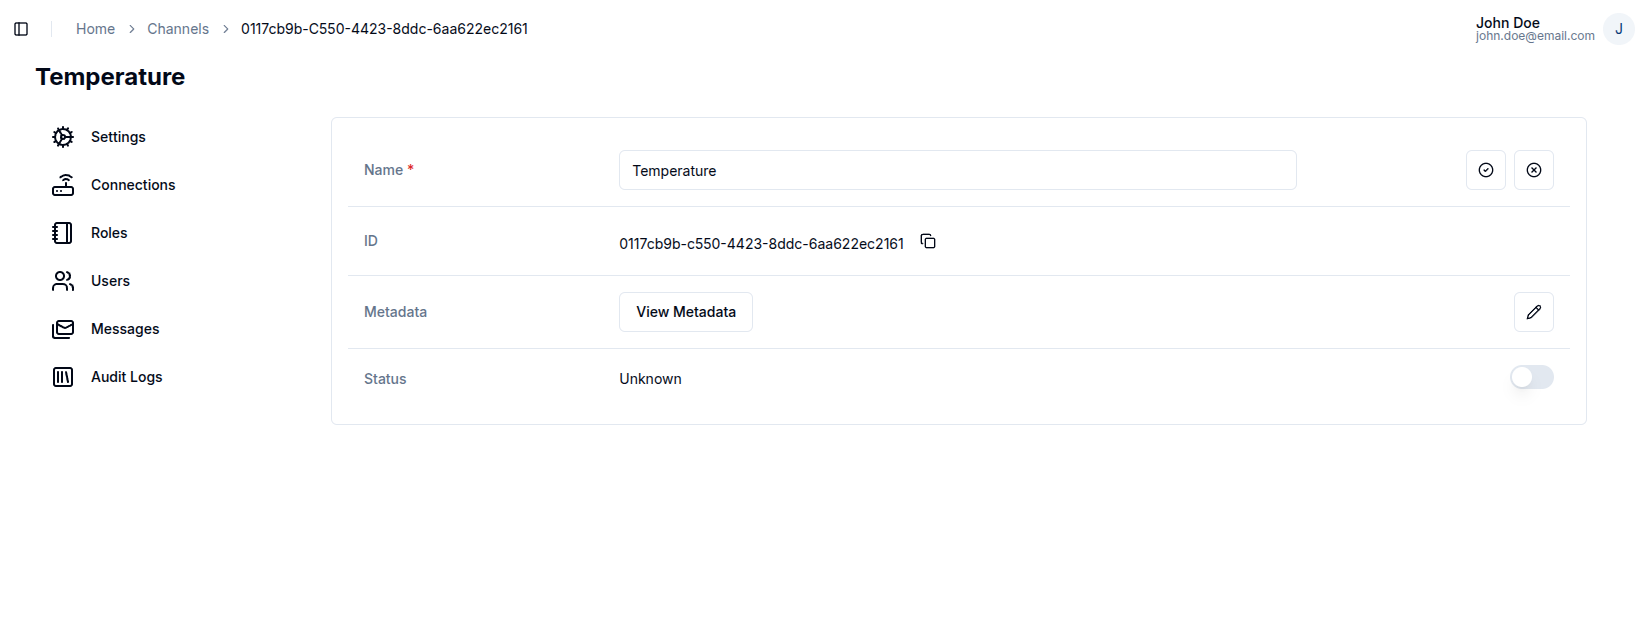 Home > Channels > 0117cb9b-C550-4423-8ddc-6aa622ec2161
John Doe
john.doe@email.com
J
Temperature
Settings
Connections
Roles
Users
Messages
Audit Logs
Name *
Temperature
ID
0117cb9b-c550-4423-8ddc-6aa622ec2161
Metadata
View Metadata
Status
Unknown